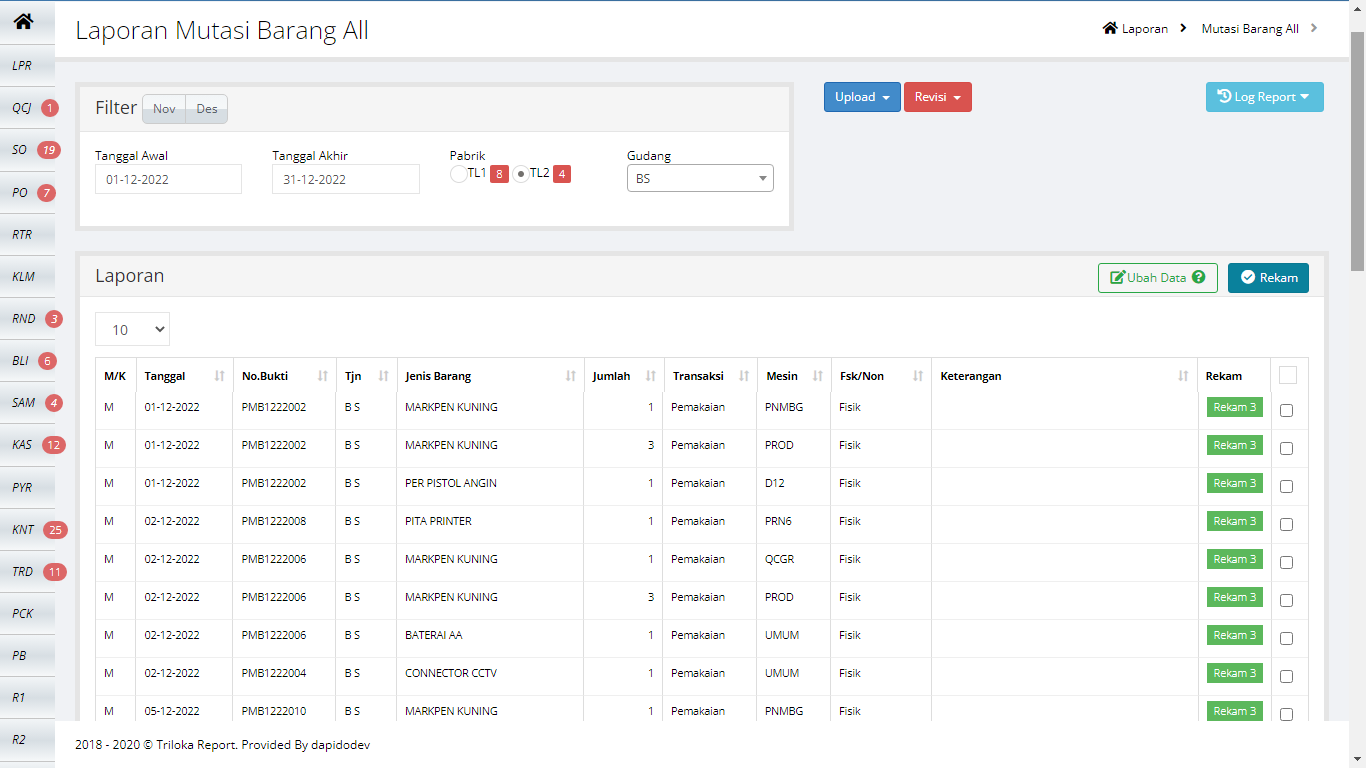 Laporan Mutasi Barang All
Laporan Mutasi Barang All
LPR
QCJ 1
SO 19
PO 7
RTR
KLM
RND 3
BLI 6
SAM 4
KAS 12
PYR
KNT 25
TRD 11
PCK
PB
R1
R2
Filter Nov Des
Upload Revisi Log Report
Tanggal Awal Tanggal Akhir Pabrik Gudang
01-12-2022 31-12-2022 TL1 8 TL2 4 BS
Laporan Ubah Data Rekam
10
M/K Tanggal No.Bukti Tjn Jenis Barang Jumlah Transaksi Mesin Fsk/Non Keterangan Rekam
M 01-12-2022 PMB1222002 B S MARKPEN KUNING 1 Pemakaian PNMBG Fisik Rekam 3
M 01-12-2022 PMB1222002 B S MARKPEN KUNING 3 Pemakaian PROD Fisik Rekam 3
M 01-12-2022 PMB1222002 B S PER PISTOL ANGIN 1 Pemakaian D12 Fisik Rekam 3
M 02-12-2022 PMB1222008 B S PITA PRINTER 1 Pemakaian PRN6 Fisik Rekam 3
M 02-12-2022 PMB1222006 B S MARKPEN KUNING 1 Pemakaian QCGR Fisik Rekam 3
M 02-12-2022 PMB1222006 B S MARKPEN KUNING 3 Pemakaian PROD Fisik Rekam 3
M 02-12-2022 PMB1222006 B S BATERAI AA 1 Pemakaian UMUM Fisik Rekam 3
M 02-12-2022 PMB1222004 B S CONNECTOR CCTV 1 Pemakaian UMUM Fisik Rekam 3
M 05-12-2022 PMB1222010 B S MARKPEN KUNING 1 Pemakaian PNMBG Fisik Rekam 3
2018 - 2020 © Triloka Report. Provided By dapidodev